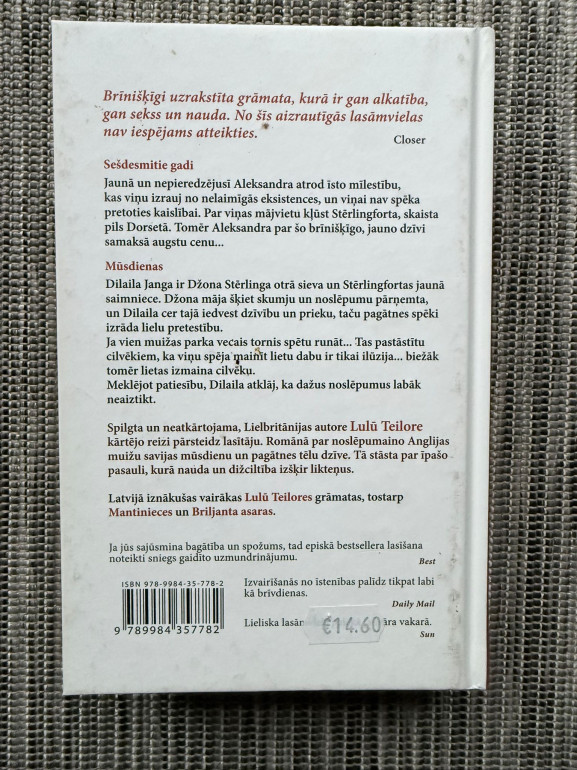 Brīnišķīgi uzrakstīta grāmata, kurā ir gan alkatība,
gan sekss un nauda. No šīs aizrautīgās lasāmvielas
nav iespējams atteikties.
Closer
Sešdesmitie gadi
Jaunā un nepieredzējusī Aleksandra atrod īsto mīlestību,
kas viņu izrauj no nelaimīgās eksistences, un viņai nav spēka
pretoties kaislībai. Par viņas mājvietu kļūst Stērlingforta, skaista
pils Dorsetā. Tomēr Aleksandra par šo brīnišķīgo, jauno dzīvi
samaksā augstu cenu...
Mūsdienas
Dilaila Janga ir Džona Stērlinga otrā sieva un Stērlingfortas jaunā
saimniece. Džona māja šķiet skumju un noslēpumu pārņemta,
un Dilaila cer tajā iedvest dzīvību un prieku, taču pagātnes spēki
izrāda lielu pretestību.
Ja vien muižas parka vecais tornis spētu runāt... Tas pastāstītu
cilvēkiem, ka viņu spēja mainīt lietu dabu ir tikai ilūzija... biežāk
tomēr lietas izmaina cilvēku.
Meklējot patiesību, Dilaila atklāj, ka dažus noslēpumus labāk
neaiztikt.
Spilgta un neatkārtojama, Lielbritānijas autore Lulū Teilore
kārtējo reizi pārsteidz lasītāju. Romānā par noslēpumaino Anglijas
muižu savijas mūsdienu un pagātnes tēlu dzīve. Tā stāsta par īpašo
pasauli, kurā nauda un dižciltība izšķir likteņus.
Latvijā iznākušas vairākas Lulū Teilores grāmatas, tostarp
Mantinieces un Briljanta asaras.
Ja jūs sajūsmina bagātība un spožums, tad episkā bestsellera lasīšana
noteikti sniegs gaidīto uzmundrinājumu.
Best
ISBN 978-9984-35-778-2
Izvairīšanās no īstenības palīdz tikpat labi
kā brīvdienas.
Daily Mail
Lieliska lasām €14.60 āra vakarā.
Sun
9 789984 357782